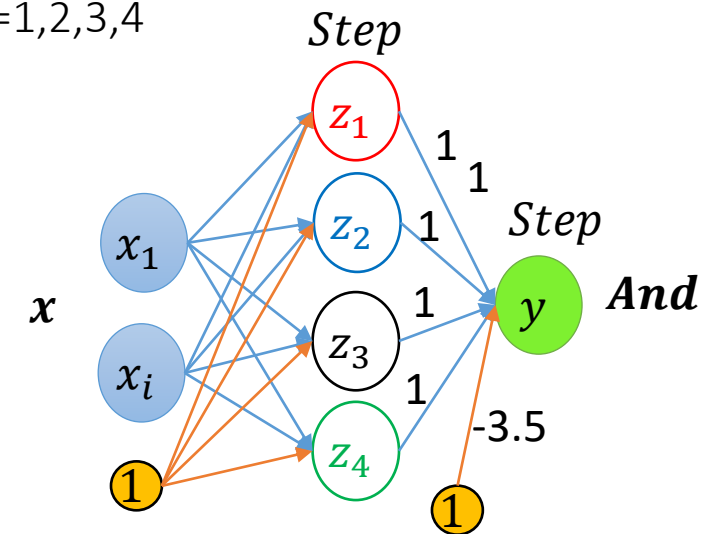 =1,2,3,4
Step
z₁
1
1
x₁
z₂
1
Step
x
y
And
z₃
1
xᵢ
1
-3.5
z₄
1
1